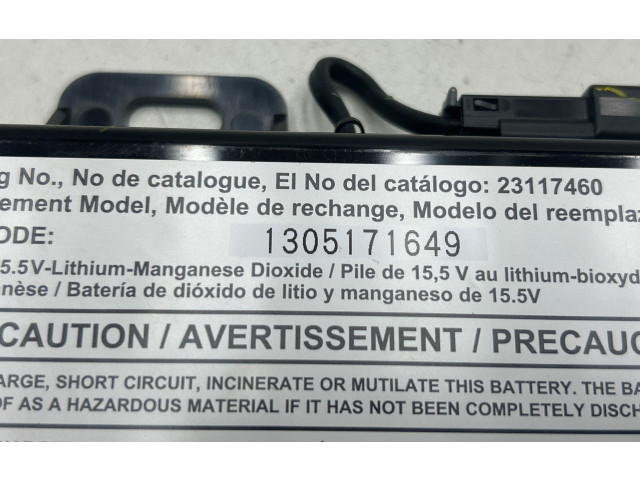 g No., No de catalogue, El No del catálogo: 23117460
ement Model, Modèle de rechange, Modelo del reempla
ODE: 1305171649
5.5V-Lithium-Manganese Dioxide / Pile de 15,5 V au lithium-bioxyd
nèse / Batería de dióxido de litio y manganeso de 15.5V
CAUTION / AVERTISSEMENT / PRECAUC
ARGE, SHORT CIRCUIT, INCINERATE OR MUTILATE THIS BATTERY. THE BA
OF AS A HAZARDOUS MATERIAL IF IT HAS NOT BEEN COMPLETELY DISCH